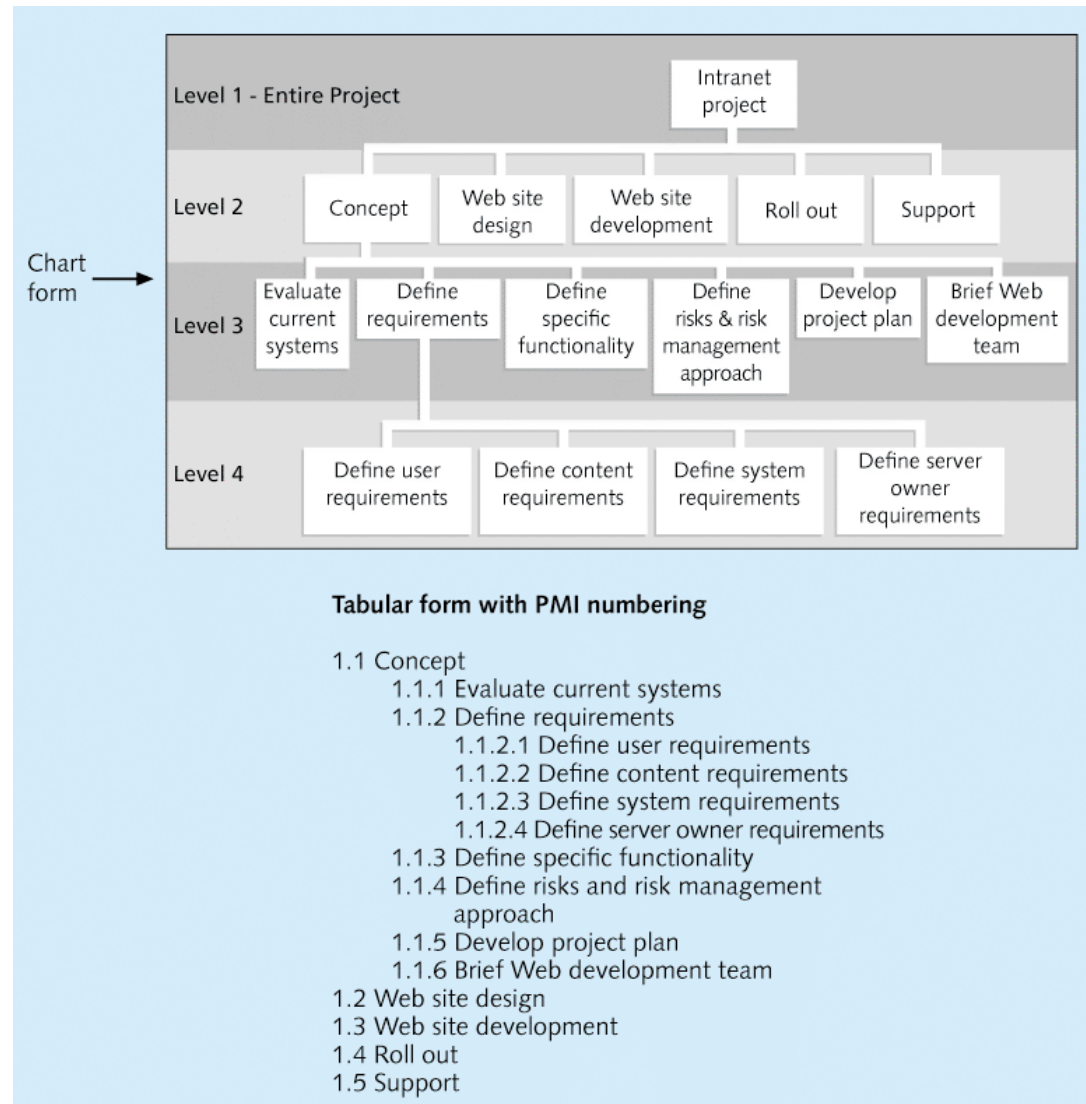 Level 1 - Entire Project
Intranet
project
Level 2
Concept
Web site
design
Web site
development
Roll out
Support
Chart
form
Level 3
Evaluate
current
systems
Define
requirements
Define
specific
functionality
Define
risks & risk
management
approach
Develop
project plan
Brief Web
development
team
Level 4
Define user
requirements
Define content
requirements
Define system
requirements
Define server
owner
requirements
Tabular form with PMI numbering
1.1 Concept
1.1.1 Evaluate current systems
1.1.2 Define requirements
1.1.2.1 Define user requirements
1.1.2.2 Define content requirements
1.1.2.3 Define system requirements
1.1.2.4 Define server owner requirements
1.1.3 Define specific functionality
1.1.4 Define risks and risk management
approach
1.1.5 Develop project plan
1.1.6 Brief Web development team
1.2 Web site design
1.3 Web site development
1.4 Roll out
1.5 Support